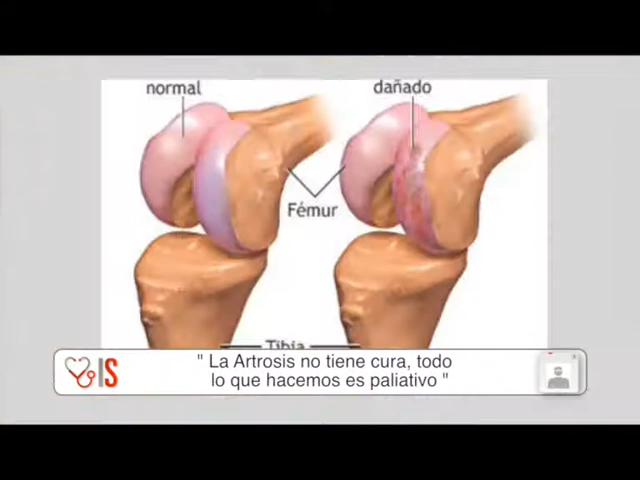 normal
dañado
Fémur
Tibia
IS
" La Artrosis no tiene cura, todo
lo que hacemos es paliativo "